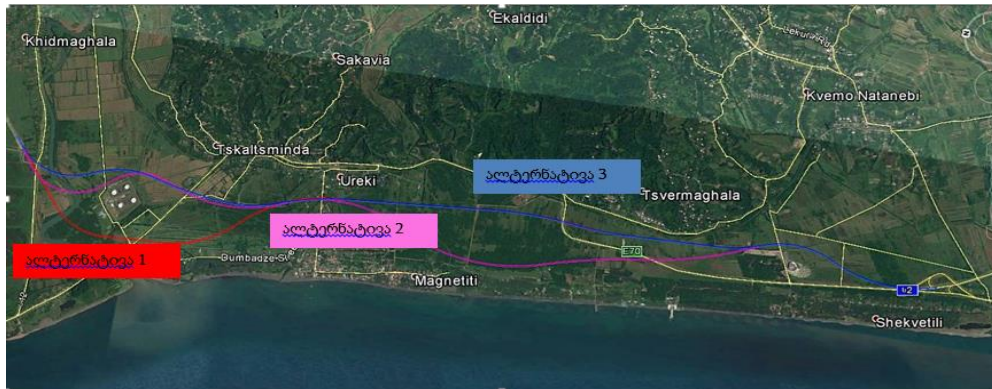 Ekaldidi
Khidmaghala
Sakavia
Kvemo Natanebi
Tskaltsminda
Ureki
ალტერნატივა 3
Tsvermaghala
ალტერნატივა 2
E70
ალტერნატივა 1
Magnetiti
Shekvetili